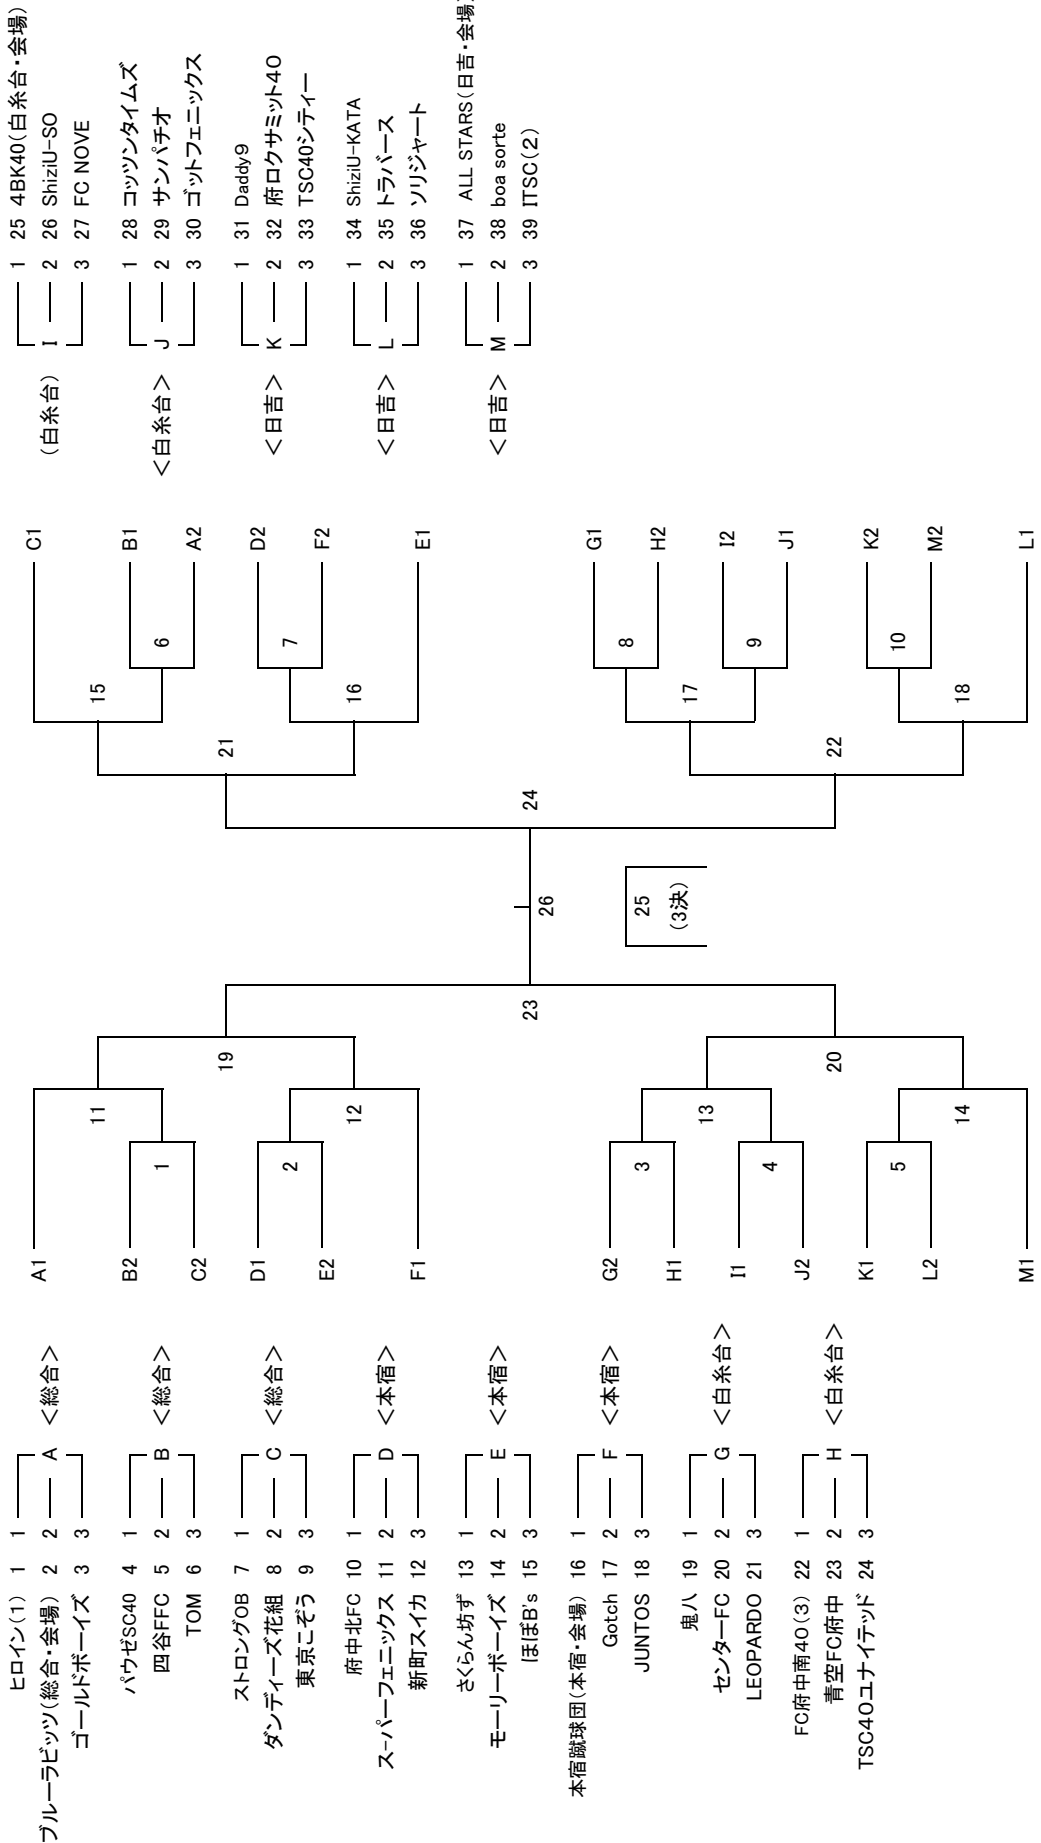 ヒロイン(1) 1 1
ブルーラビッツ(総合・会場) 2 2 A <総合>
ゴールドボーイズ 3 3
パウゼSC40 4 1
四谷FFC 5 2 B <総合>
TOM 6 3
ストロングOB 7 1
ダンディーズ花組 8 2 C <総合>
東京こぞう 9 3
府中北FC 10 1
スーパーフェニックス 11 2 D <本宿>
新町スイカ 12 3
さくらん坊ず 13 1
モーリーボーイズ 14 2 E <本宿>
ほぼB's 15 3
本宿蹴球団(本宿・会場) 16 1
Gotch 17 2 F <本宿>
JUNTOS 18 3
鬼八 19 1
センターFC 20 2 G <白糸台>
LEOPARDO 21 3
FC府中南40(3) 22 1
青空FC府中 23 2 H <白糸台>
TSC40ユナイテッド 24 3
A1
11
B2
1
C2
19
D1
2
E2
12
F1
23
G2
3
H1
13
I1
4
J2
20
K1
5
L2
14
M1
26
25
(3決)
C1
15
B1
6
A2
21
D2
7
F2
16
E1
24
G1
8
H2
17
I2
9
J1
22
K2
10
M2
18
L1
1 25 4BK40(白糸台・会場)
(白糸台) I 2 26 ShiziU-SO
3 27 FC NOVE
1 28 コッツンタイムズ
<白糸台> J 2 29 サンパチオ
3 30 ゴットフェニックス
1 31 Daddy9
<日吉> K 2 32 府ロクサミット40
3 33 TSC40シティー
1 34 ShiziU-KATA
<日吉> L 2 35 トラバース
3 36 ソリジャート
1 37 ALL STARS(日吉・会場)
<日吉> M 2 38 boa sorte
3 39 ITSC(2)